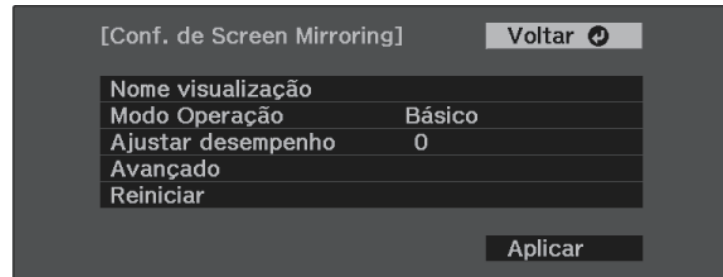 [Conf. de Screen Mirroring] Voltar
Nome visualização
Modo Operação Básico
Ajustar desempenho 0
Avançado
Reiniciar
Aplicar